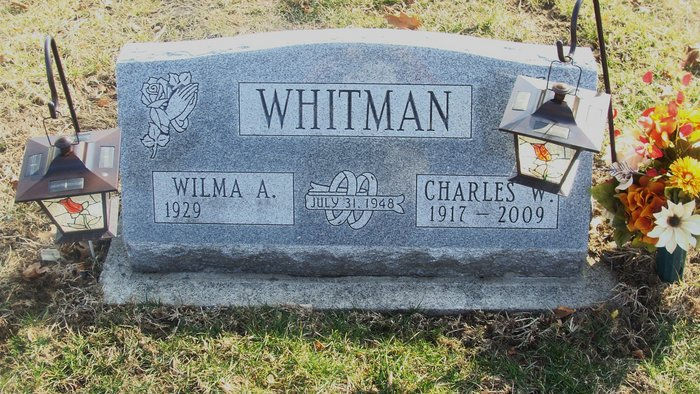 WHITMAN
WILMA A.
1929
JULY 31, 1948
CHARLES W.
1917 - 2009